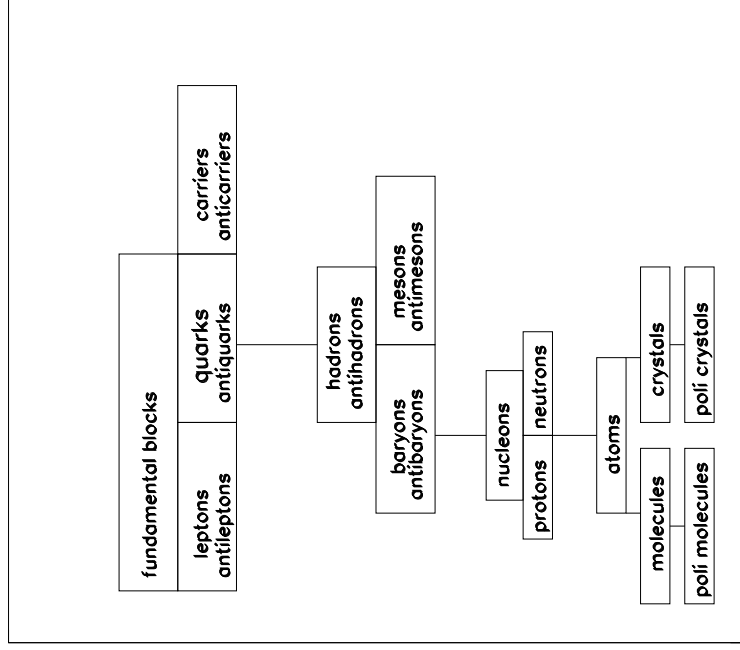 fundamental blocks
leptons
antileptons
quarks
antiquarks
carriers
anticarriers
hadrons
antihadrons
baryons
antibaryons
mesons
antimesons
nucleons
protons
neutrons
atoms
molecules
crystals
poli molecules
poli crystals